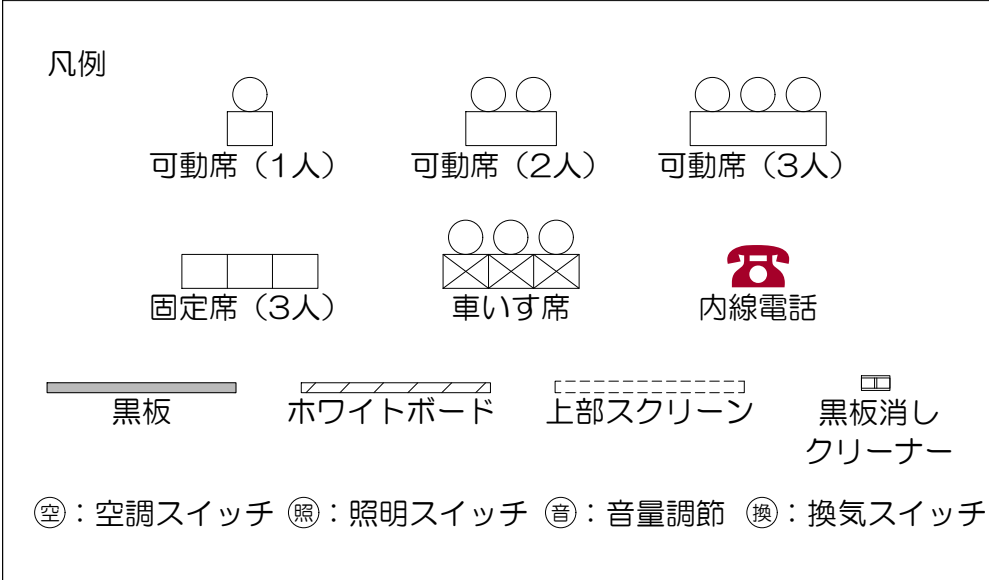 凡例
可動席（1人） 可動席（2人） 可動席（3人）
固定席（3人） 車いす席 内線電話
黒板 ホワイトボード 上部スクリーン 黒板消し
クリーナー
空：空調スイッチ 照：照明スイッチ 音：音量調節 換：換気スイッチ